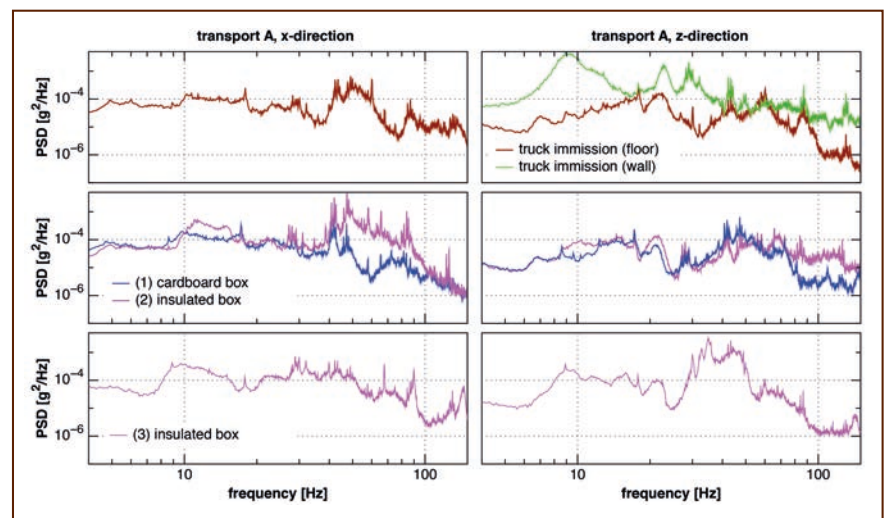 transport A, x-direction
transport A, z-direction
PSD [g²/Hz]
10⁻⁴
10⁻⁶
truck immission (floor)
truck immission (wall)
PSD [g²/Hz]
10⁻⁴
10⁻⁶
(1) cardboard box
(2) insulated box
PSD [g²/Hz]
10⁻⁴
10⁻⁶
(3) insulated box
10 100 10 100
frequency [Hz] frequency [Hz]